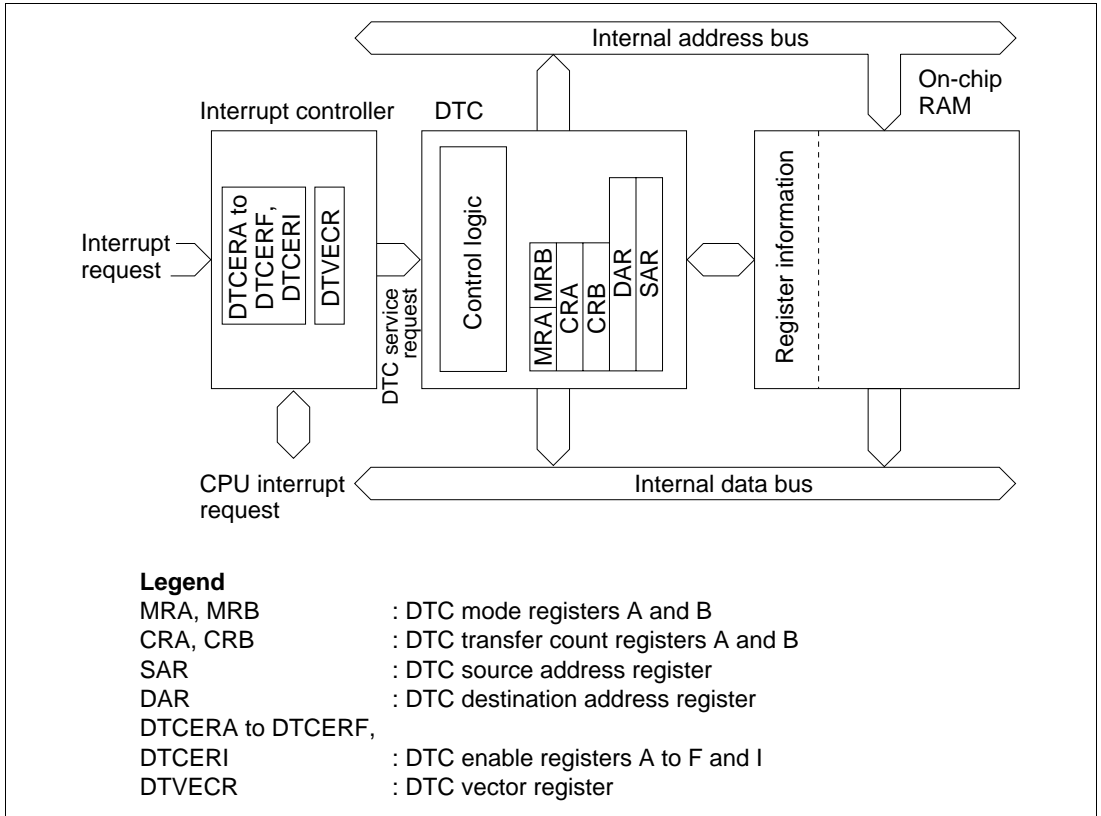 Internal address bus
On-chip
RAM
Interrupt controller
DTC
Interrupt
request
DTCERA to
DTCERF,
DTCERI
DTVECR
DTC service
request
Control logic
MRA MRB
CRA
CRB
DAR
SAR
Register information
CPU interrupt
request
Internal data bus
Legend
MRA, MRB : DTC mode registers A and B
CRA, CRB : DTC transfer count registers A and B
SAR : DTC source address register
DAR : DTC destination address register
DTCERA to DTCERF,
DTCERI : DTC enable registers A to F and I
DTVECR : DTC vector register